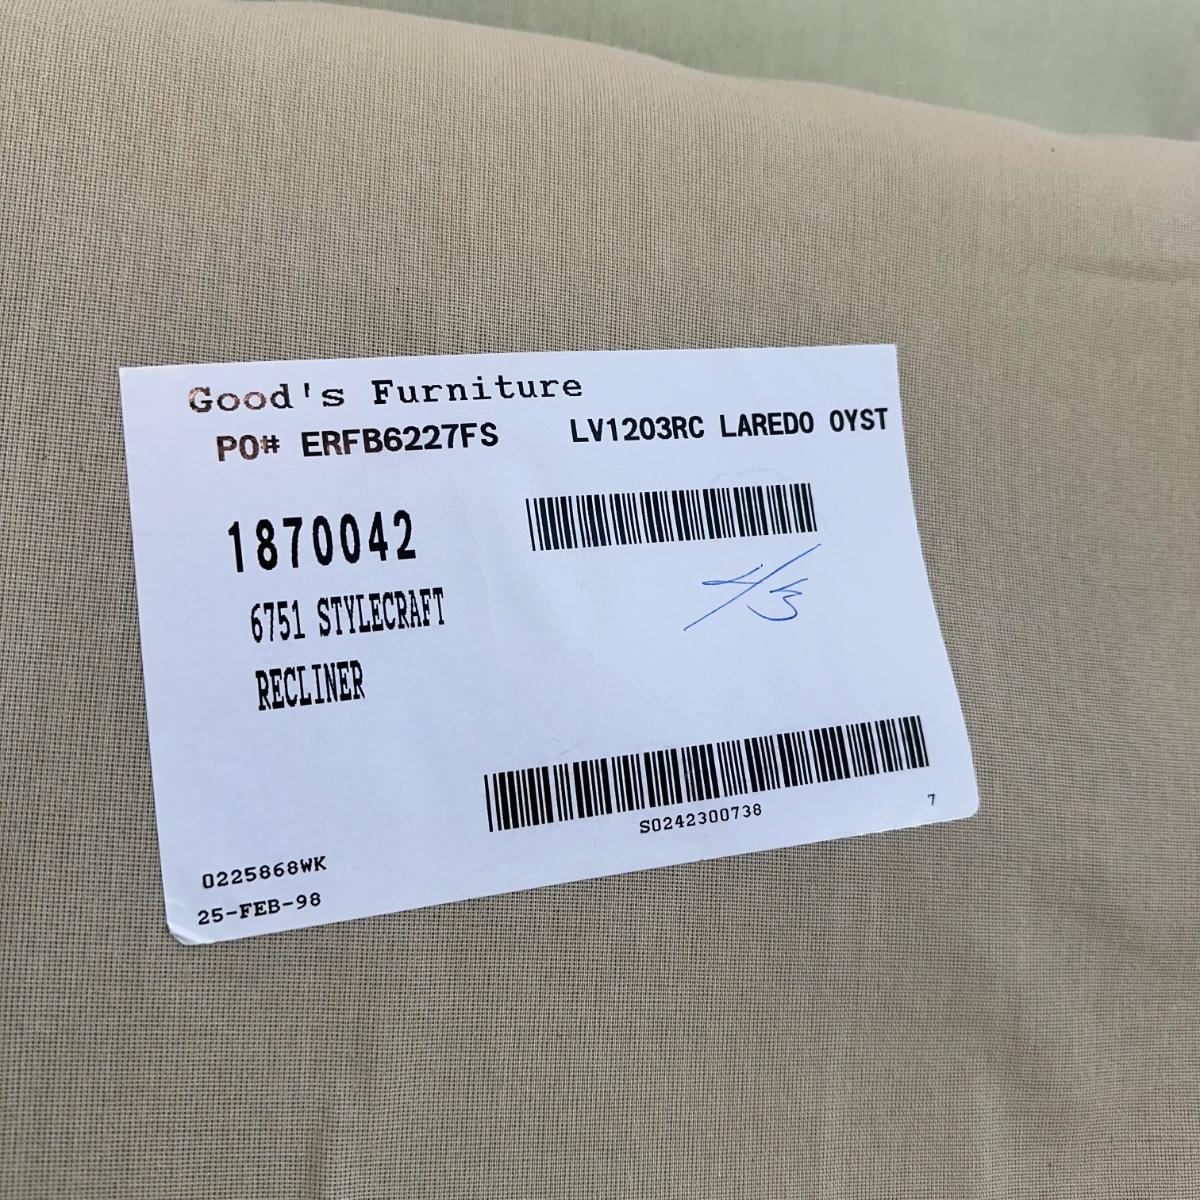 Good's Furniture
PO# ERFB6227FS LV1203RC LAREDO OYST
1870042
6751 STYLECRAFT
RECLINER
S0242300738
7
0225868WK
25-FEB-98